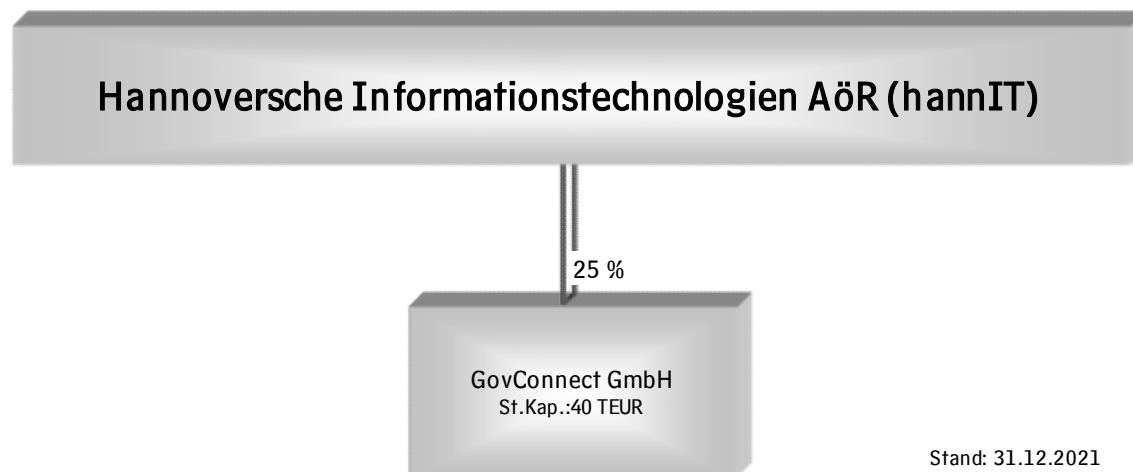 Hannoversche Informationstechnologien AöR (hannIT)
25 %
GovConnect GmbH
St.Kap.:40 TEUR
Stand: 31.12.2021